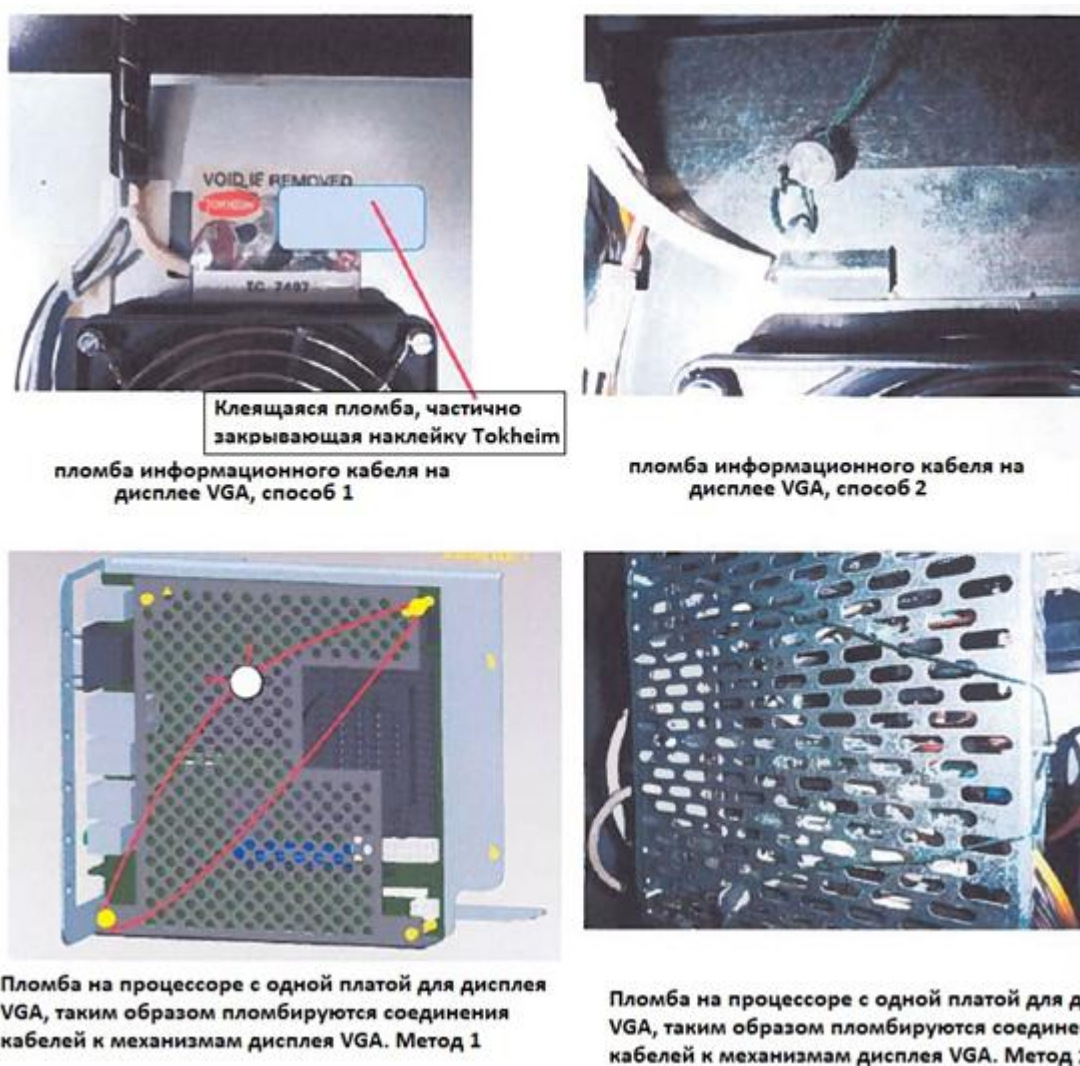 VOID IF REMOVED
TOKHEIM
TC 7487
Клеящаяся пломба, частично
закрывающая наклейку Tokheim
пломба информационного кабеля на
дисплее VGA, способ 1
пломба информационного кабеля на
дисплее VGA, способ 2
Пломба на процессоре с одной платой для дисплея
VGA, таким образом пломбируются соединения
кабелей к механизмам дисплея VGA. Метод 1
Пломба на процессоре с одной платой для
VGA, таким образом пломбируются
кабелей к механизмам дисплея VGA. Метод